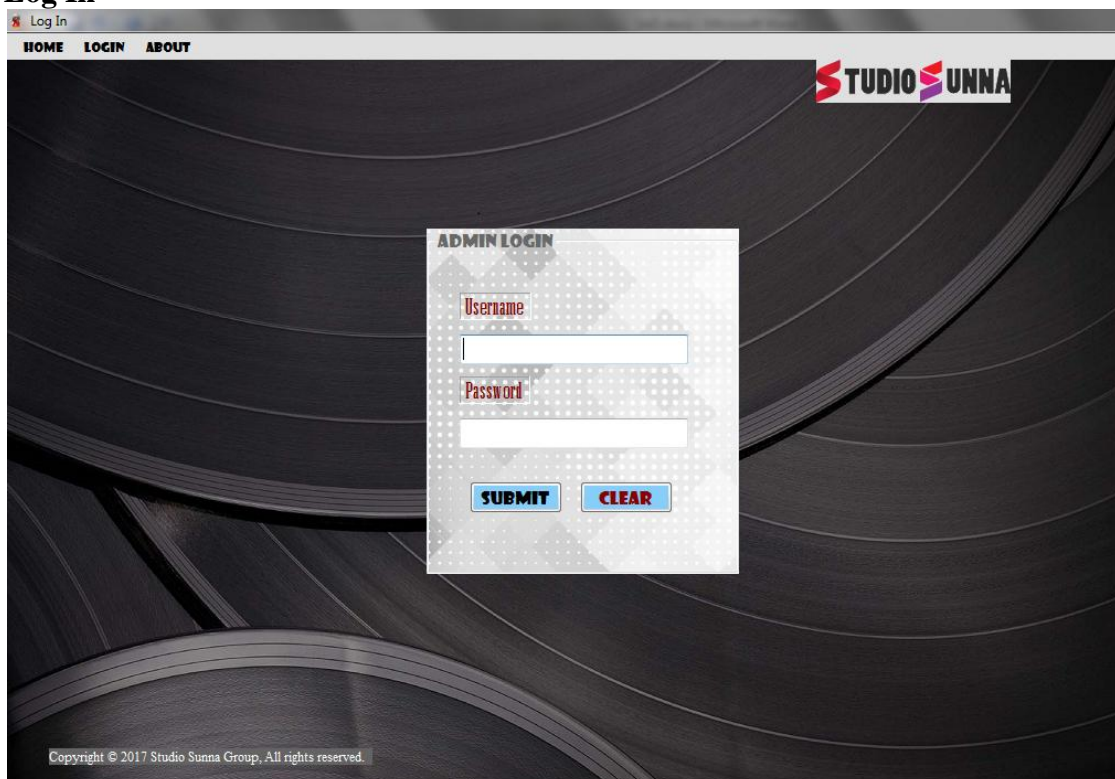 Log In
Log In
HOME LOGIN ABOUT
STUDIO SUNNA
ADMIN LOGIN
Username
Password
SUBMIT CLEAR
Copyright © 2017 Studio Sunna Group, All rights reserved.